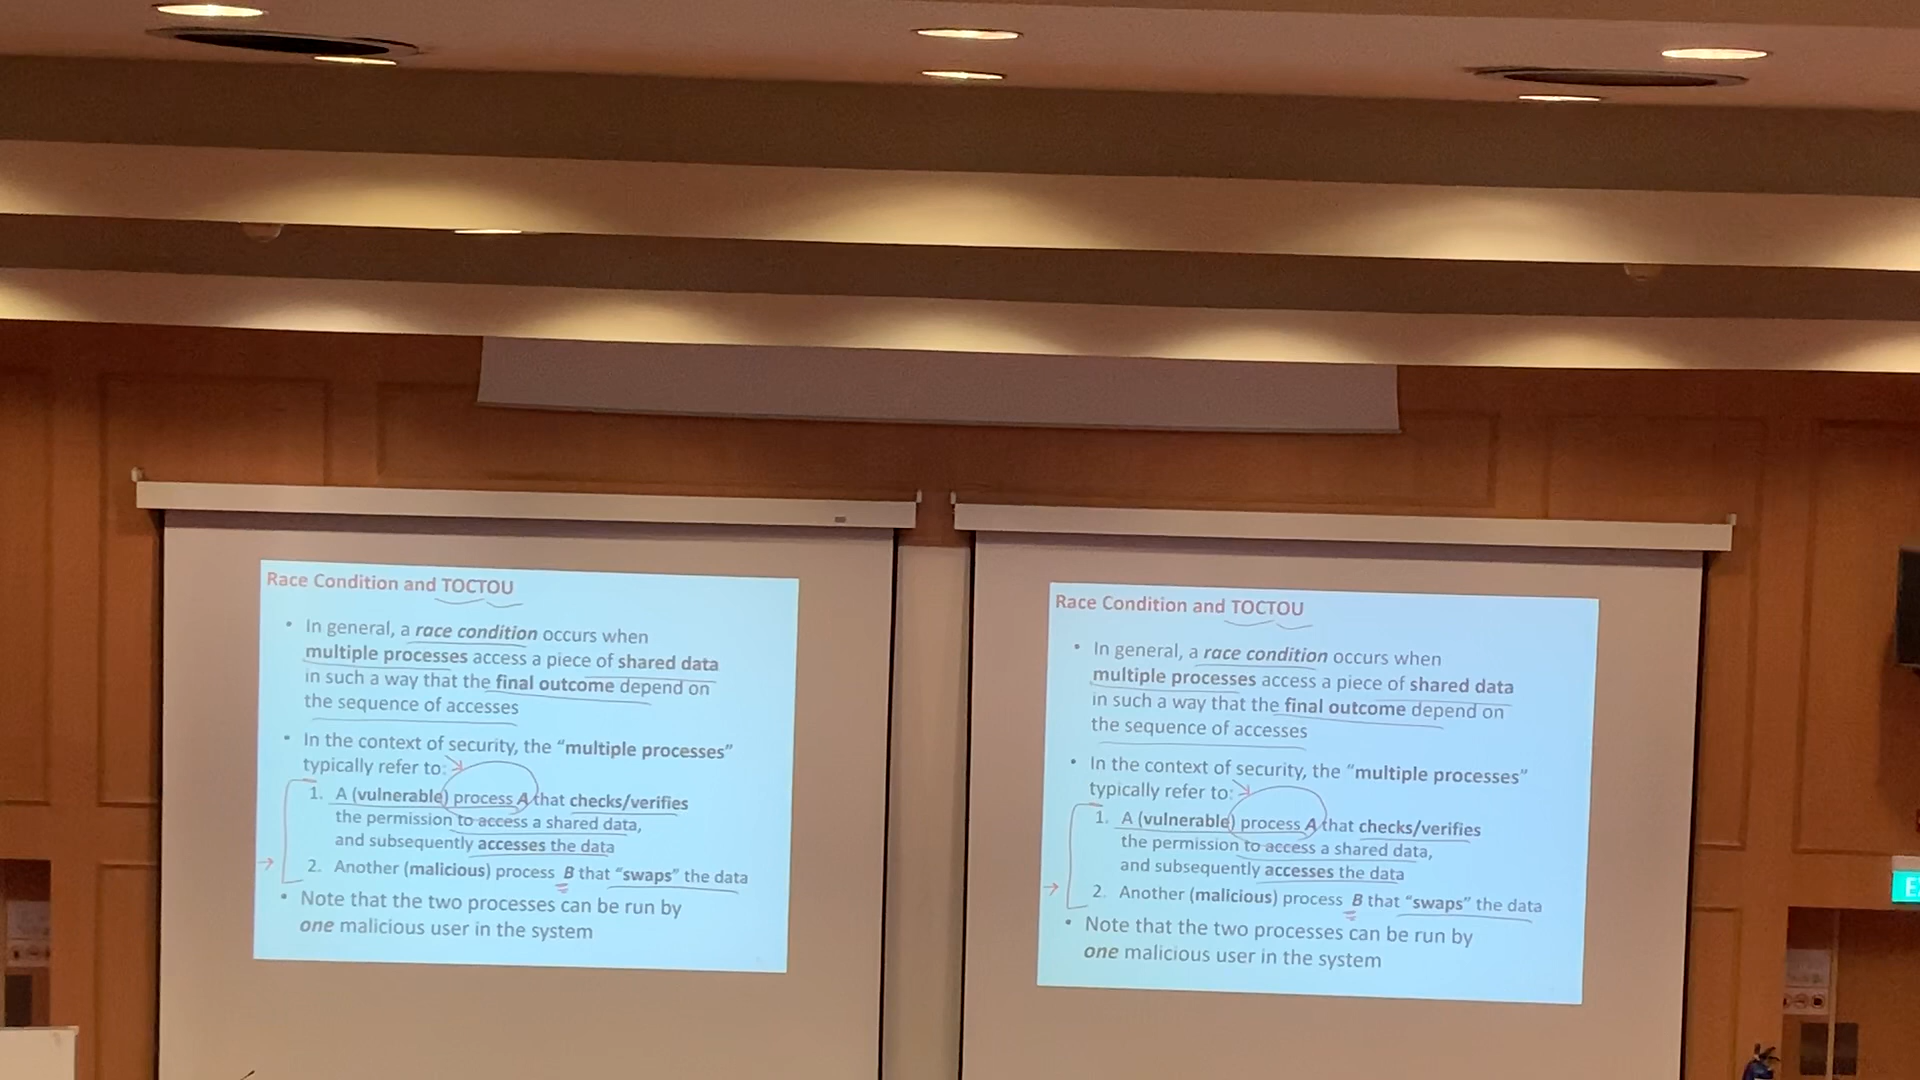 Race Condition and TOCTOU
• In general, a race condition occurs when
multiple processes access a piece of shared data
in such a way that the final outcome depend on
the sequence of accesses
• In the context of security, the “multiple processes”
typically refer to:
1. A (vulnerable) process A that checks/verifies
the permission to access a shared data,
and subsequently accesses the data
2. Another (malicious) process B that “swaps” the data
• Note that the two processes can be run by
one malicious user in the system
Race Condition and TOCTOU
• In general, a race condition occurs when
multiple processes access a piece of shared data
in such a way that the final outcome depend on
the sequence of accesses
• In the context of security, the “multiple processes”
typically refer to:
1. A (vulnerable) process A that checks/verifies
the permission to access a shared data,
and subsequently accesses the data
2. Another (malicious) process B that “swaps” the data
• Note that the two processes can be run by
one malicious user in the system